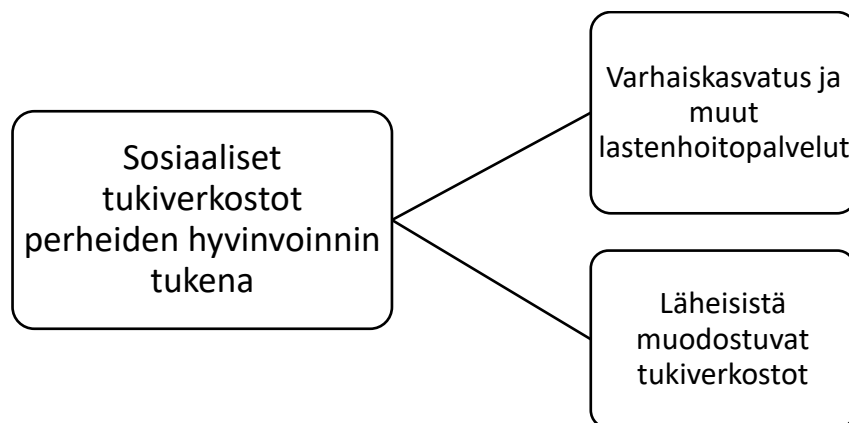 Sosiaaliset
tukiverkostot
perheiden hyvinvoinnin
tukena
Varhaiskasvatus ja
muut
lastenhoitopalvelut
Läheisistä
muodostuvat
tukiverkostot